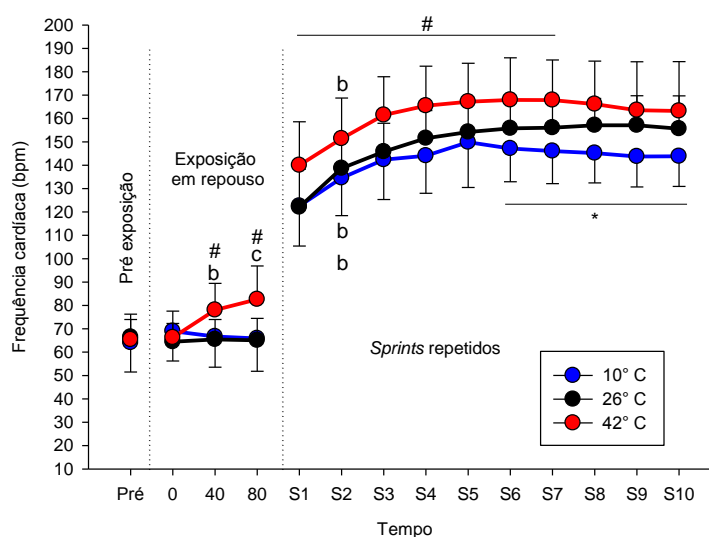 200
190
180
170
160
150
140
130
120
110
100
90
80
70
60
50
40
30
20
10
Frequência cardíaca (bpm)
Pré exposição
Exposição
em repouso
#
b
#
c
#
b
b
b
*
Sprints repetidos
10° C
26° C
42° C
Pré 0 40 80 S1 S2 S3 S4 S5 S6 S7 S8 S9 S10
Tempo